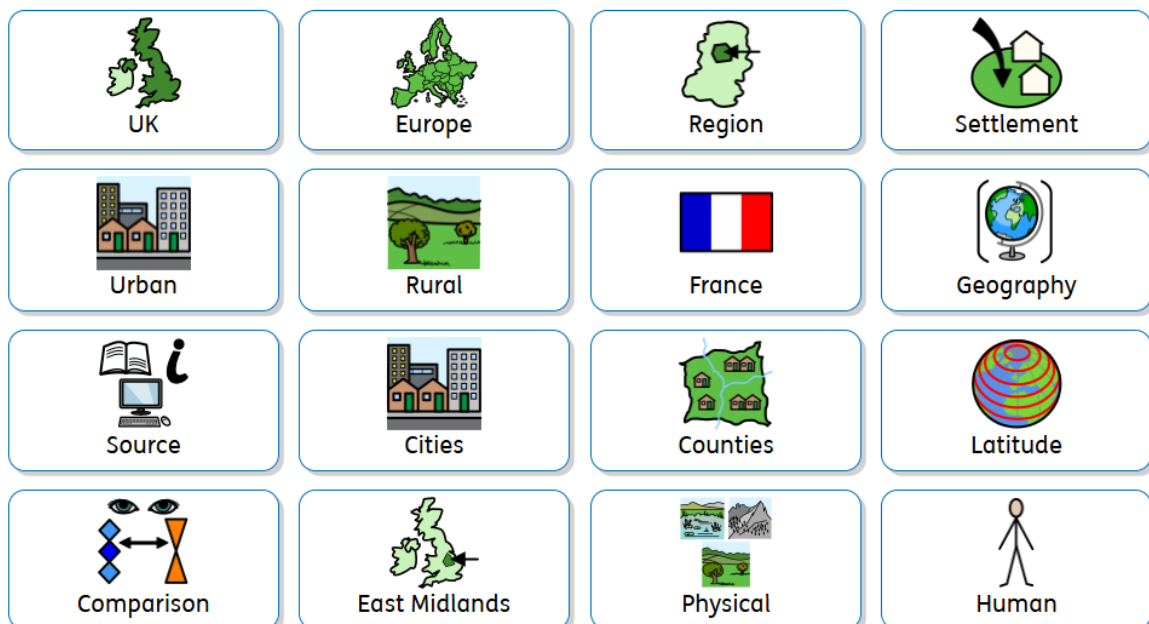 UK
Europe
Region
Settlement
Urban
Rural
France
Geography
Source
Cities
Counties
Latitude
Comparison
East Midlands
Physical
Human